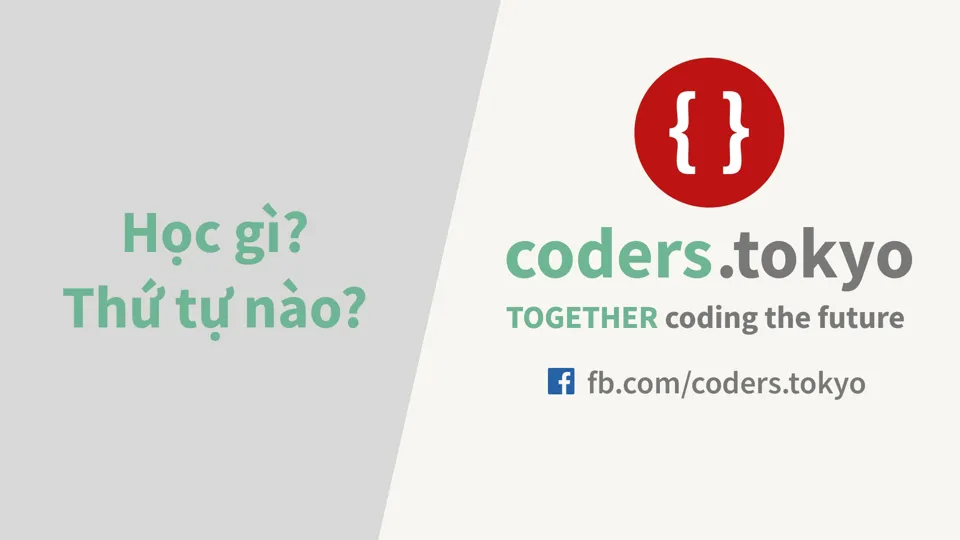 Học gì?
Thứ tự nào?
{ }
coders.tokyo
TOGETHER coding the future
fb.com/coders.tokyo